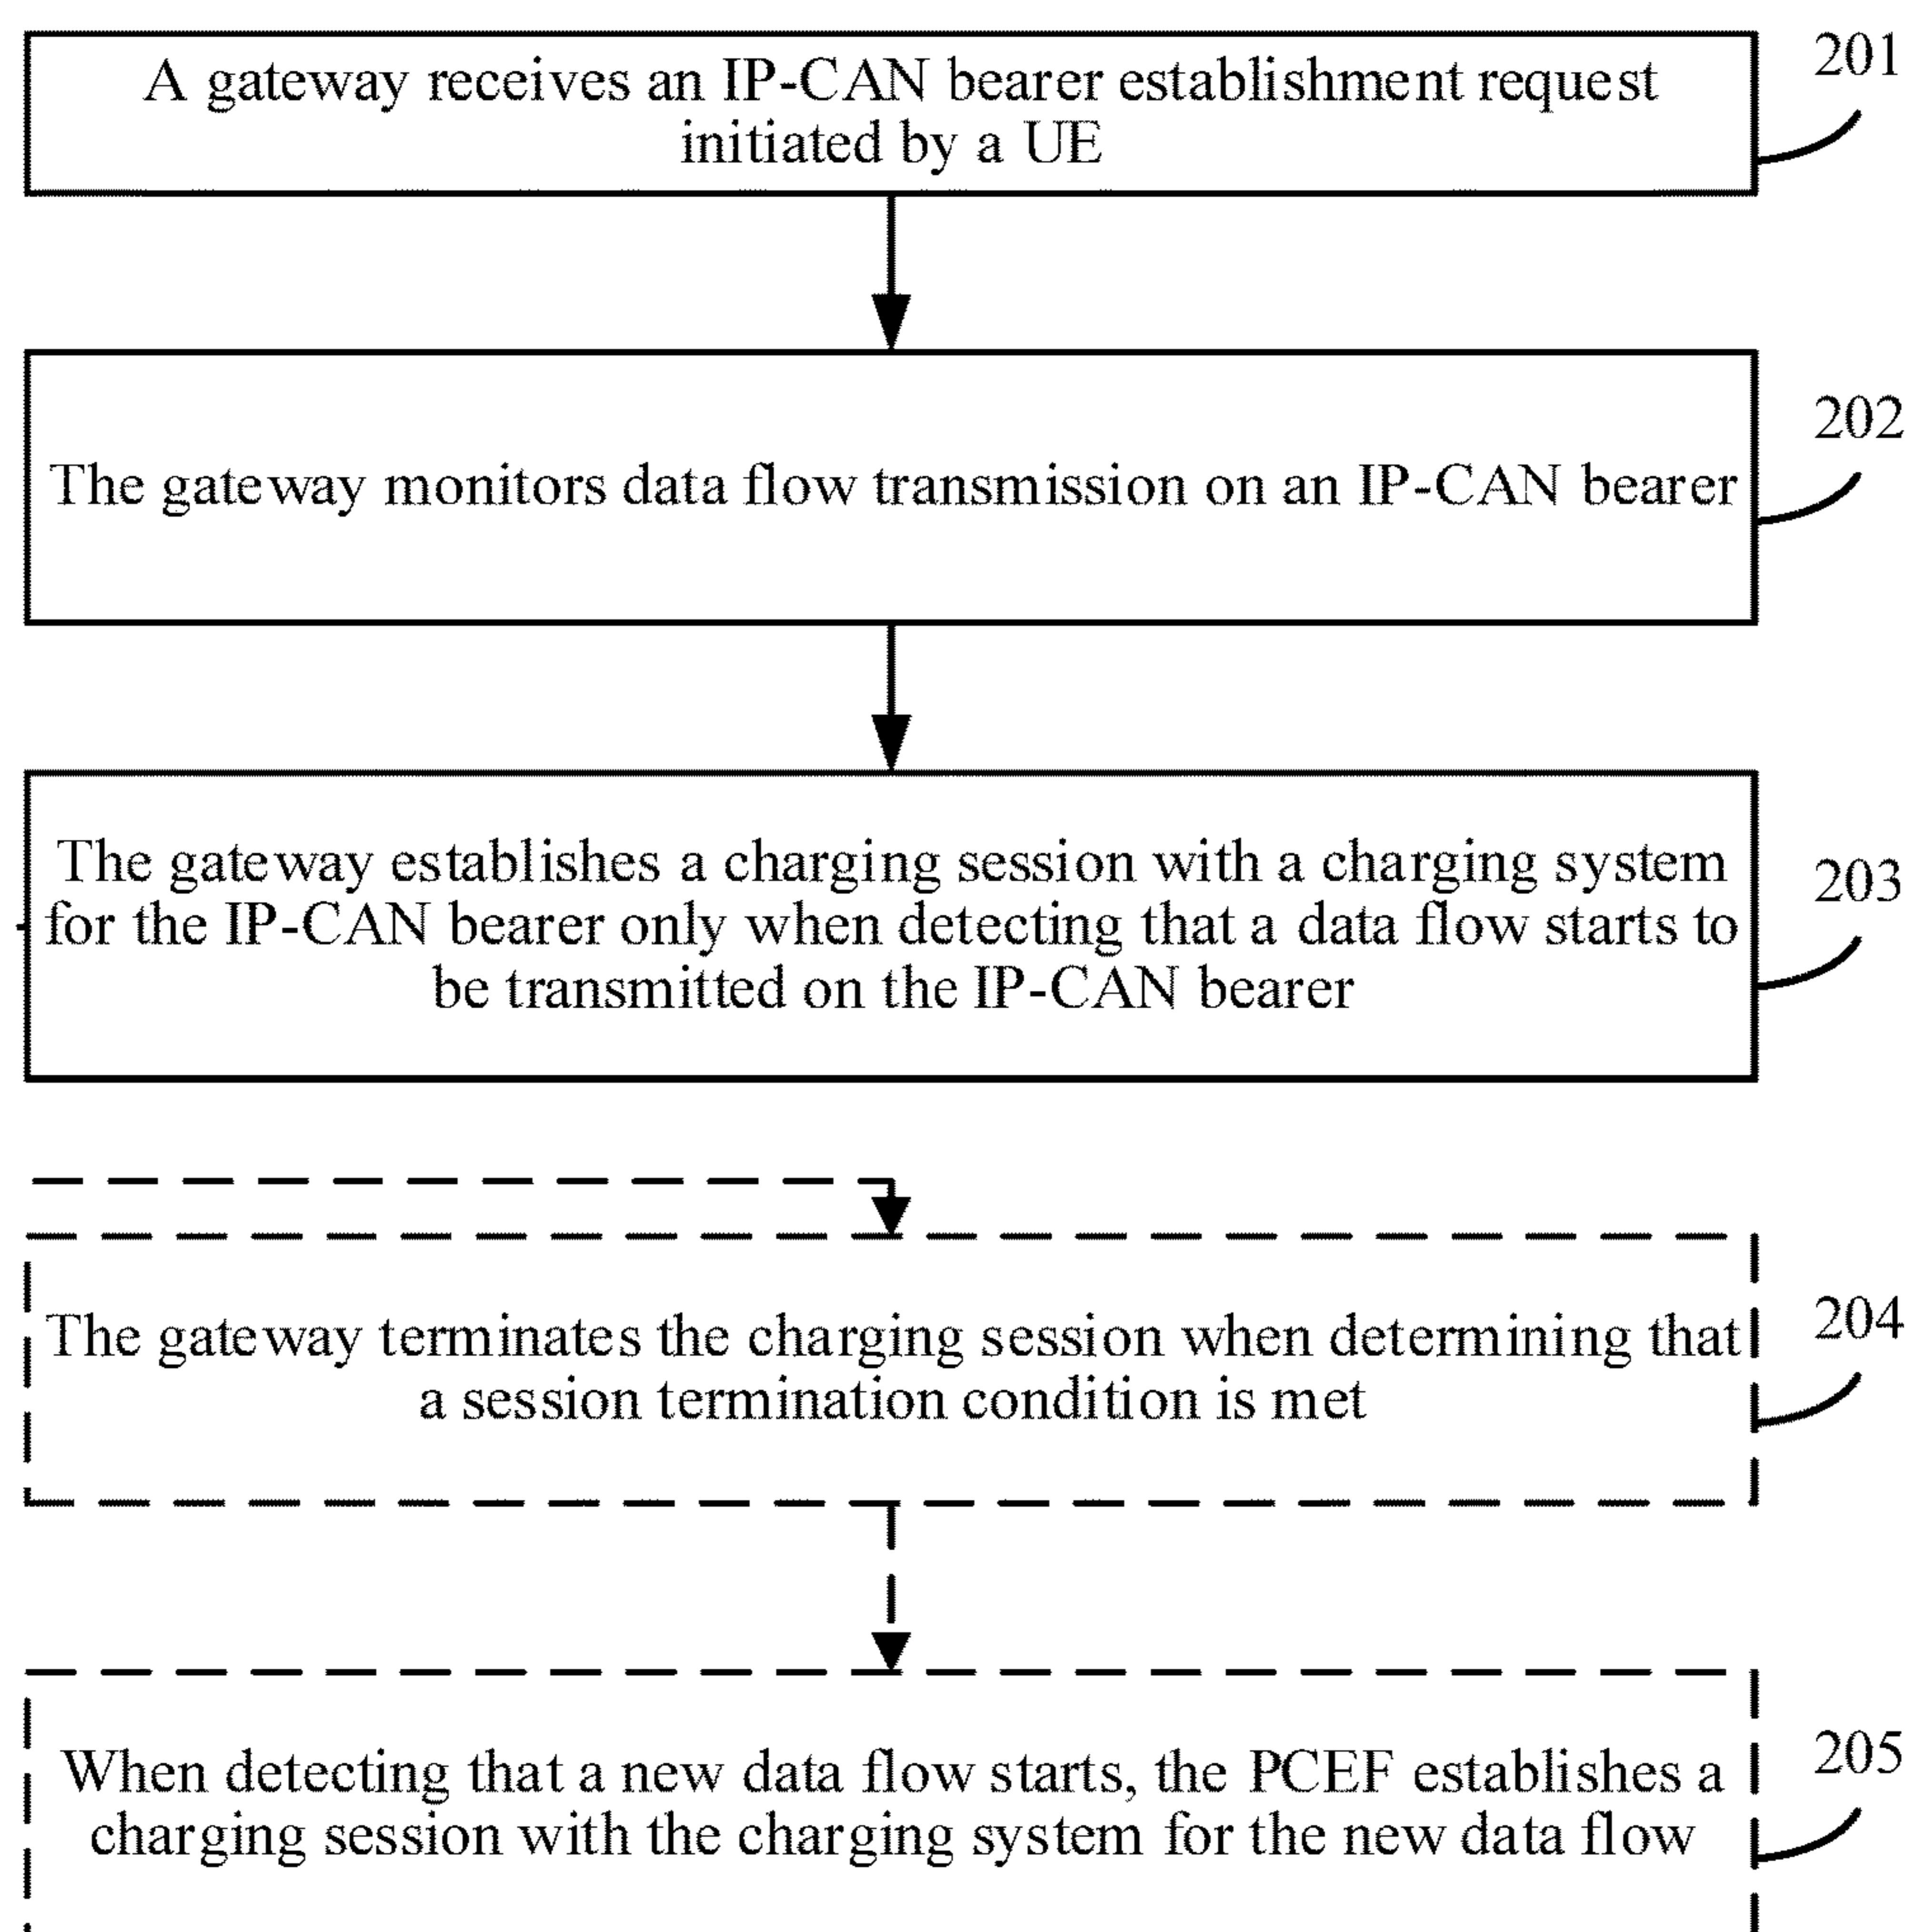 A gateway receives an IP-CAN bearer establishment request
initiated by a UE
201
The gateway monitors data flow transmission on an IP-CAN bearer
202
The gateway establishes a charging session with a charging system
for the IP-CAN bearer only when detecting that a data flow starts to
be transmitted on the IP-CAN bearer
203
The gateway terminates the charging session when determining that
a session termination condition is met
204
When detecting that a new data flow starts, the PCEF establishes a
charging session with the charging system for the new data flow
205